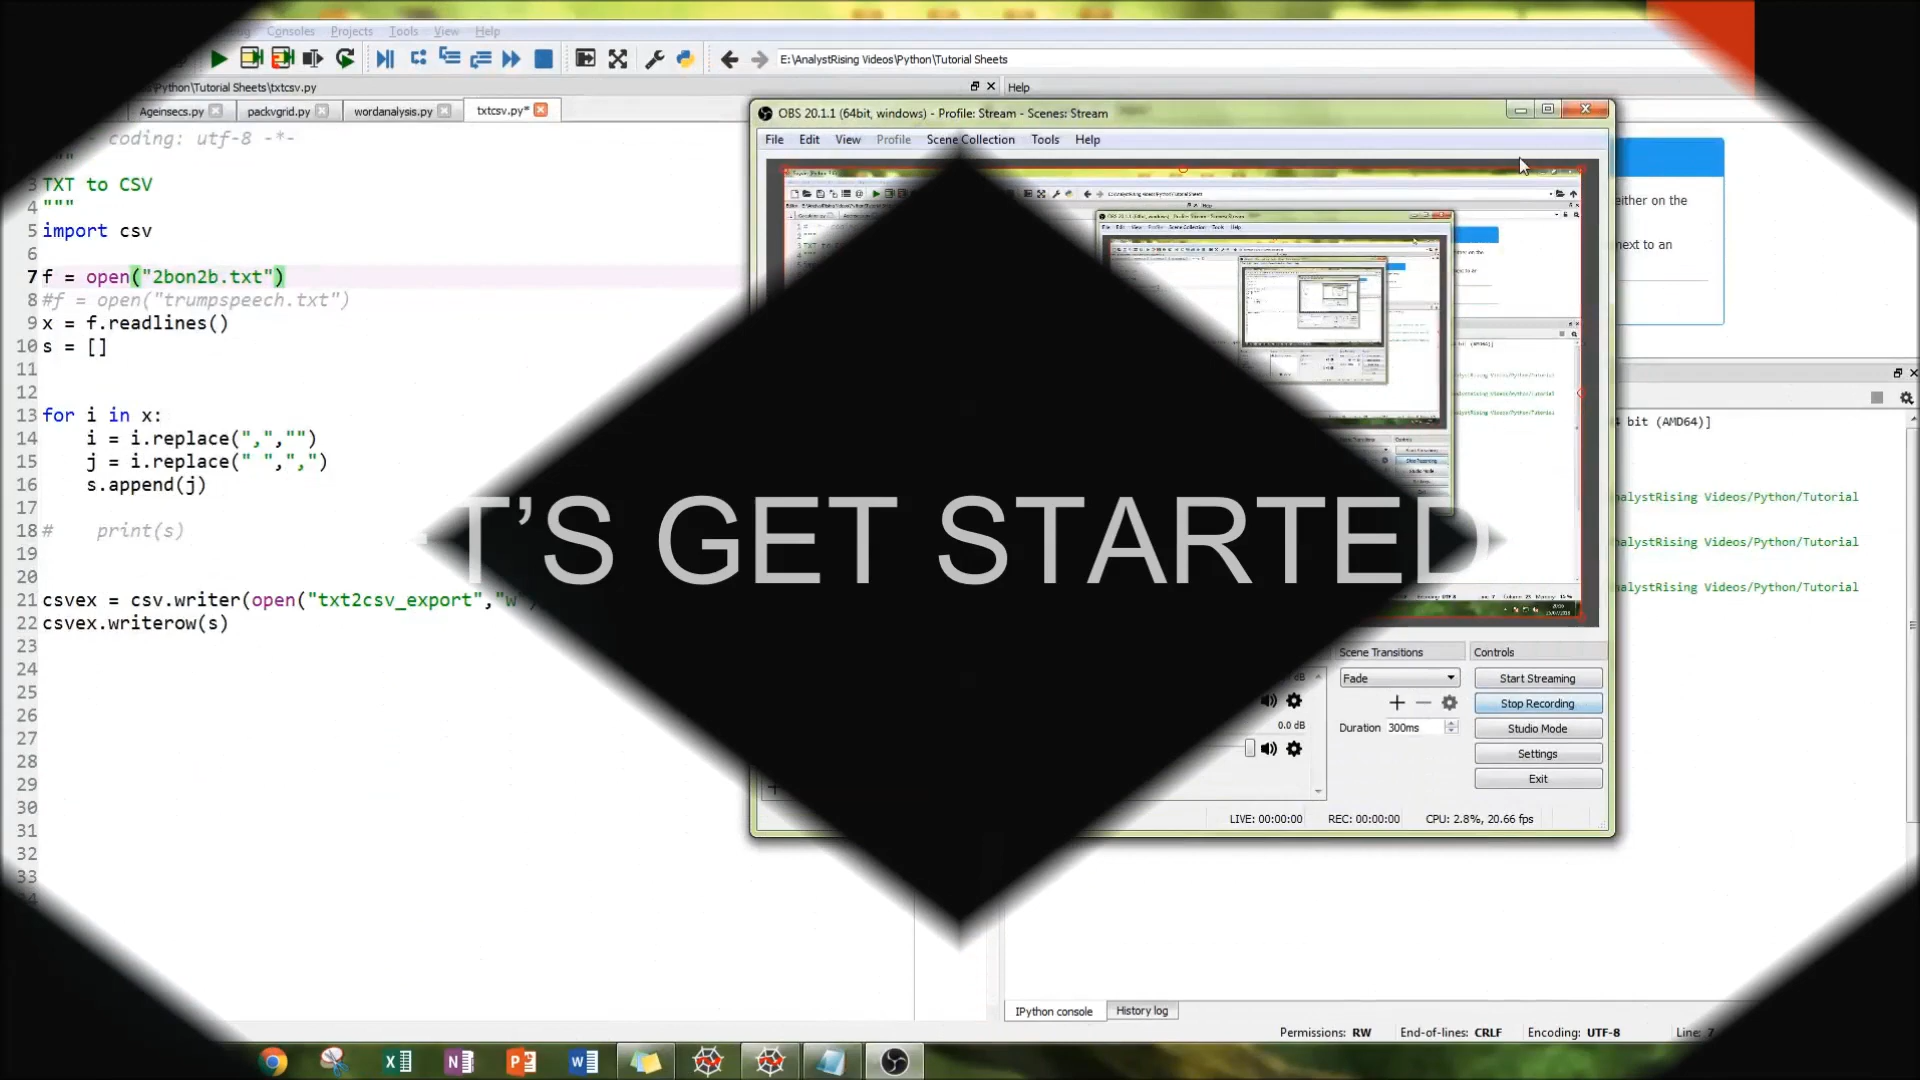 Consoles Projects Tools View Help
E:\AnalystRising Videos\Python\Tutorial Sheets
Python\Tutorial Sheets\txtcsv.py
Help
Ageinsecs.py
packvgrid.py
wordanalysis.py
txtcsv.py*
coding: utf-8 -*-
"""
3 TXT to CSV
4 """
5 import csv
6
7 f = open("2bon2b.txt")
8 #f = open("trumpspeech.txt")
9 x = f.readlines()
10 s = []
11
12
13 for i in x:
14 i = i.replace(",","")
15 j = i.replace(" ",",")
16 s.append(j)
17
18 # print(s)
19
20
21 csvex = csv.writer(open("txt2csv_export","w"
22 csvex.writerow(s)
23
24
25
26
27
28
29
30
31
32
33
OBS 20.1.1 (64bit, windows) - Profile: Stream - Scenes: Stream
File Edit View Profile Scene Collection Tools Help
T'S GET STARTED
either on the
next to an
bit (AMD64)]
nalystRising Videos/Python/Tutorial
nalystRising Videos/Python/Tutorial
nalystRising Videos/Python/Tutorial
Scene Transitions
Fade
Duration 300ms
0.0 dB
Controls
Start Streaming
Stop Recording
Studio Mode
Settings
Exit
LIVE: 00:00:00 REC: 00:00:00 CPU: 2.8%, 20.66 fps
IPython console
History log
Permissions: RW End-of-lines: CRLF Encoding: UTF-8 Line: 7